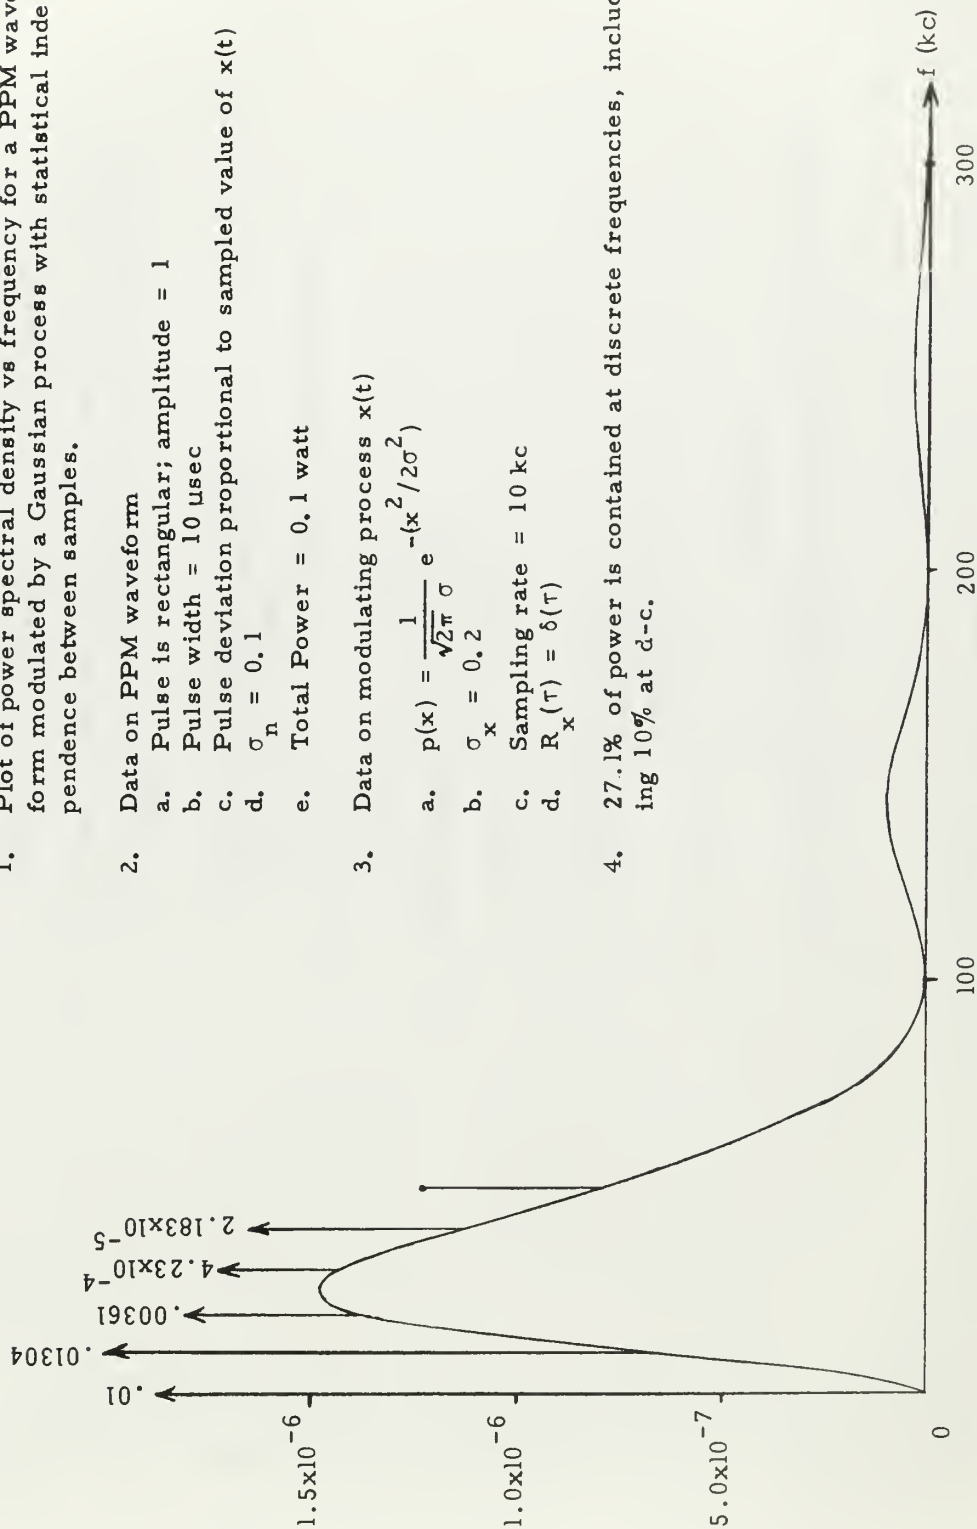 1. Plot of power spectral density vs frequency for a PPM wave
form modulated by a Gaussian process with statistical inde
pendence between samples.
2. Data on PPM waveform
a. Pulse is rectangular; amplitude = 1
b. Pulse width = 10 μsec
c. Pulse deviation proportional to sampled value of x(t)
d. σn = 0.1
e. Total Power = 0.1 watt
3. Data on modulating process x(t)
a. p(x) = 1/(√2π σ) e^-(x^2/2σ^2)
b. σx = 0.2
c. Sampling rate = 10 kc
d. Rx(τ) = δ(τ)
4. 27.1% of power is contained at discrete frequencies, includ
ing 10% at d-c.
.01
.01304
.00361
4.23x10^-4
2.183x10^-5
1.5x10^-6
1.0x10^-6
5.0x10^-7
0
100
200
300
f (kc)